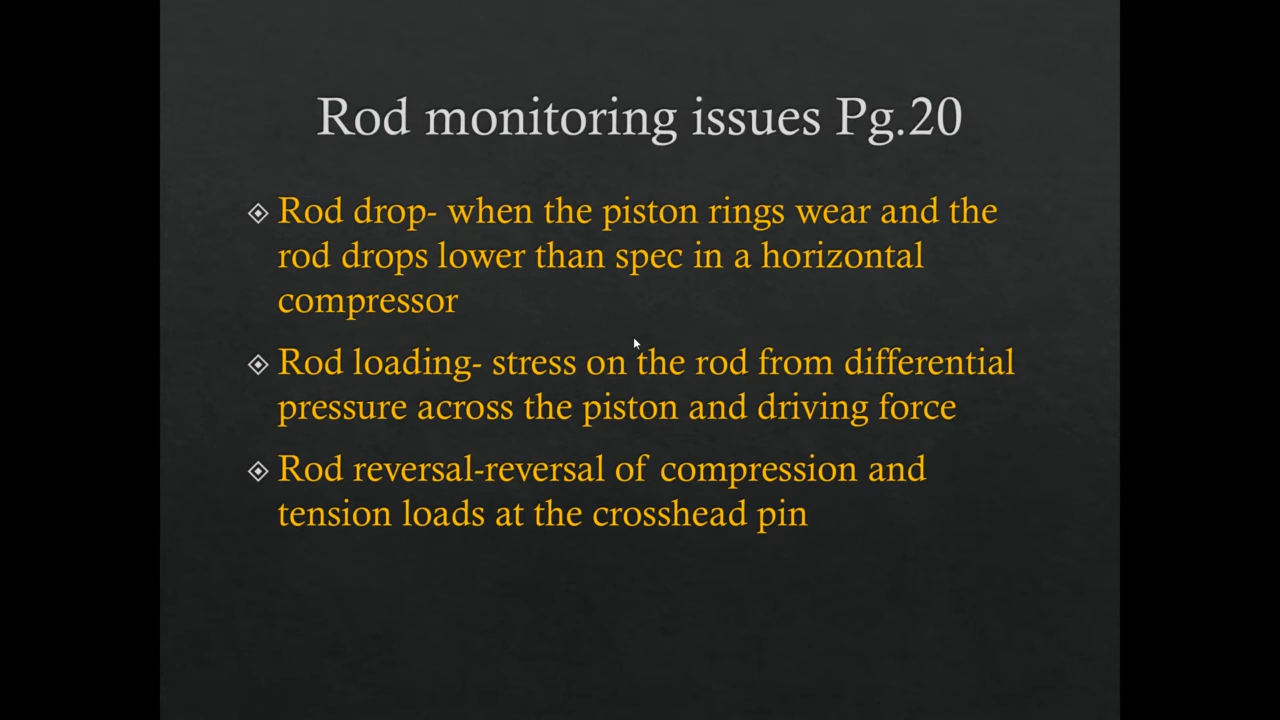 Rod monitoring issues Pg.20
Rod drop- when the piston rings wear and the
rod drops lower than spec in a horizontal
compressor
Rod loading- stress on the rod from differential
pressure across the piston and driving force
Rod reversal-reversal of compression and
tension loads at the crosshead pin